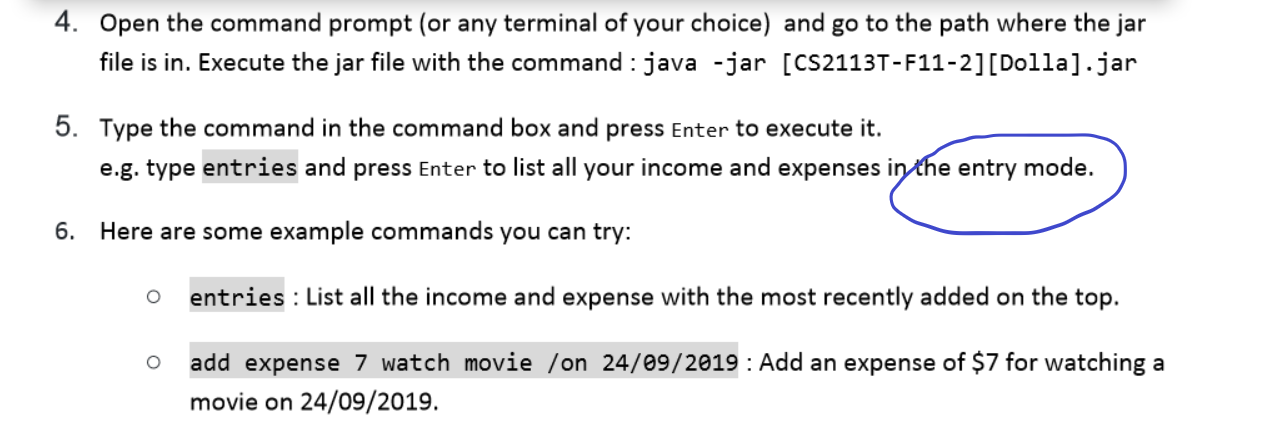 4. Open the command prompt (or any terminal of your choice) and go to the path where the jar
file is in. Execute the jar file with the command : java -jar [CS2113T-F11-2][Dolla].jar
5. Type the command in the command box and press Enter to execute it.
e.g. type entries and press Enter to list all your income and expenses in the entry mode.
6. Here are some example commands you can try:
○ entries : List all the income and expense with the most recently added on the top.
○ add expense 7 watch movie /on 24/09/2019 : Add an expense of $7 for watching a
movie on 24/09/2019.